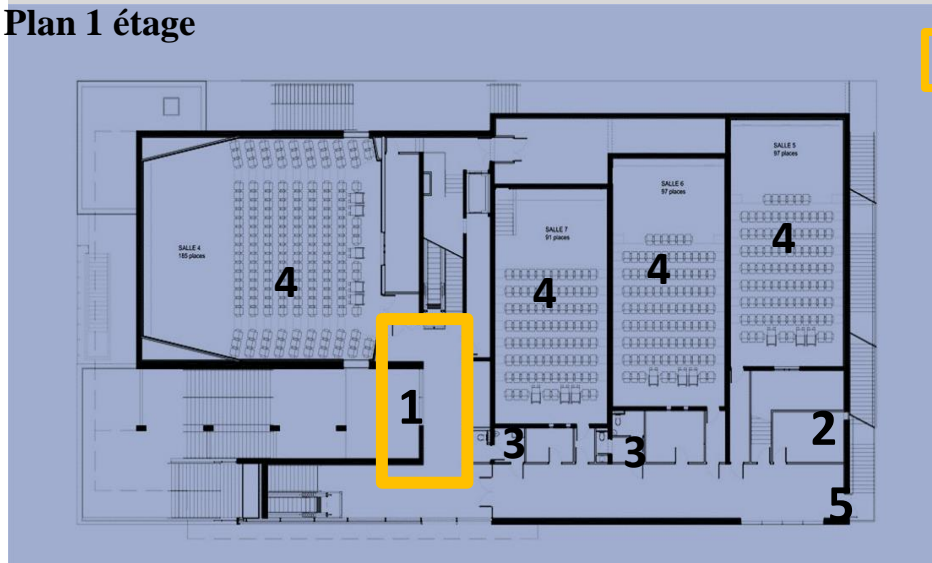 Plan 1 étage
SALLE 5
97 places
SALLE 6
97 places
SALLE 7
91 places
SALLE 4
185 places
4
4
4
4
1
2
3
3
5